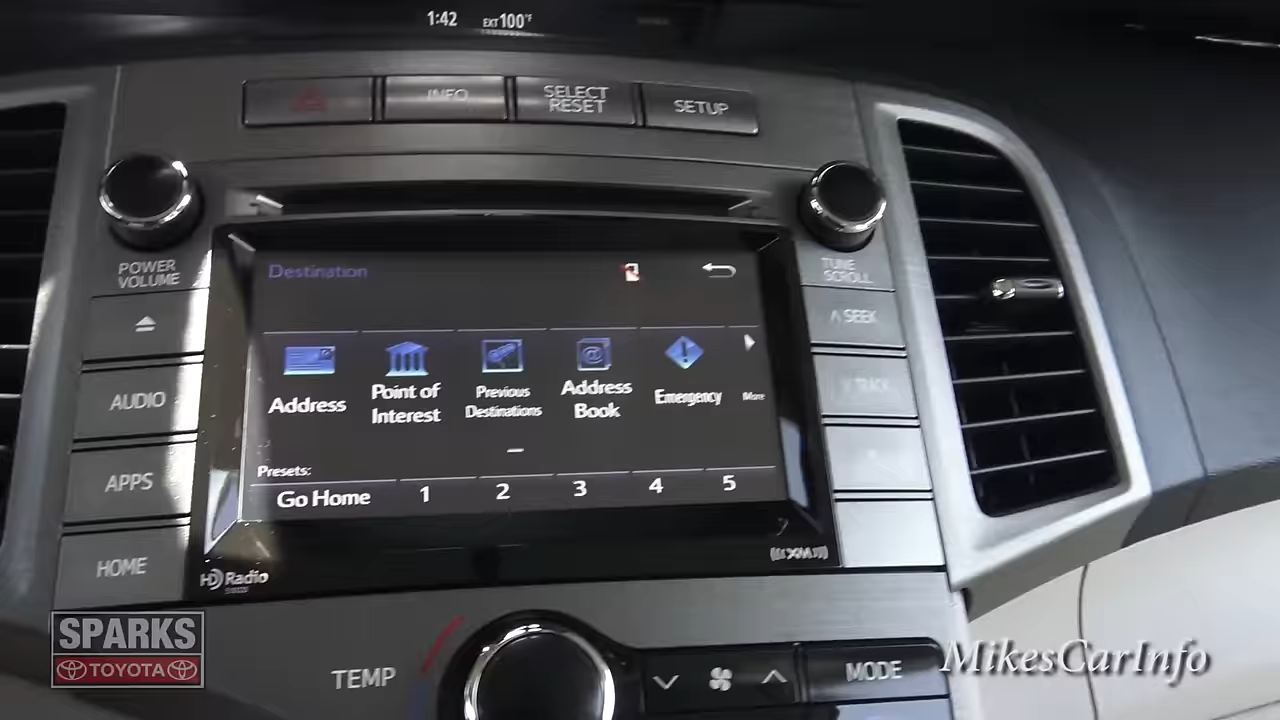 1:42 EXT 100°F
INFO
SELECT
RESET
SETUP
POWER
VOLUME
TUNE
SCROLL
Destination
∧ SEEK
AUDIO
∨ TRACK
Address
Point of
Interest
Previous
Destinations
Address
Book
Emergency
More
APPS
Presets:
Go Home 1 2 3 4 5
HOME
HD Radio
((XM))
SPARKS
TOYOTA
TEMP
MODE
MikesCarInfo